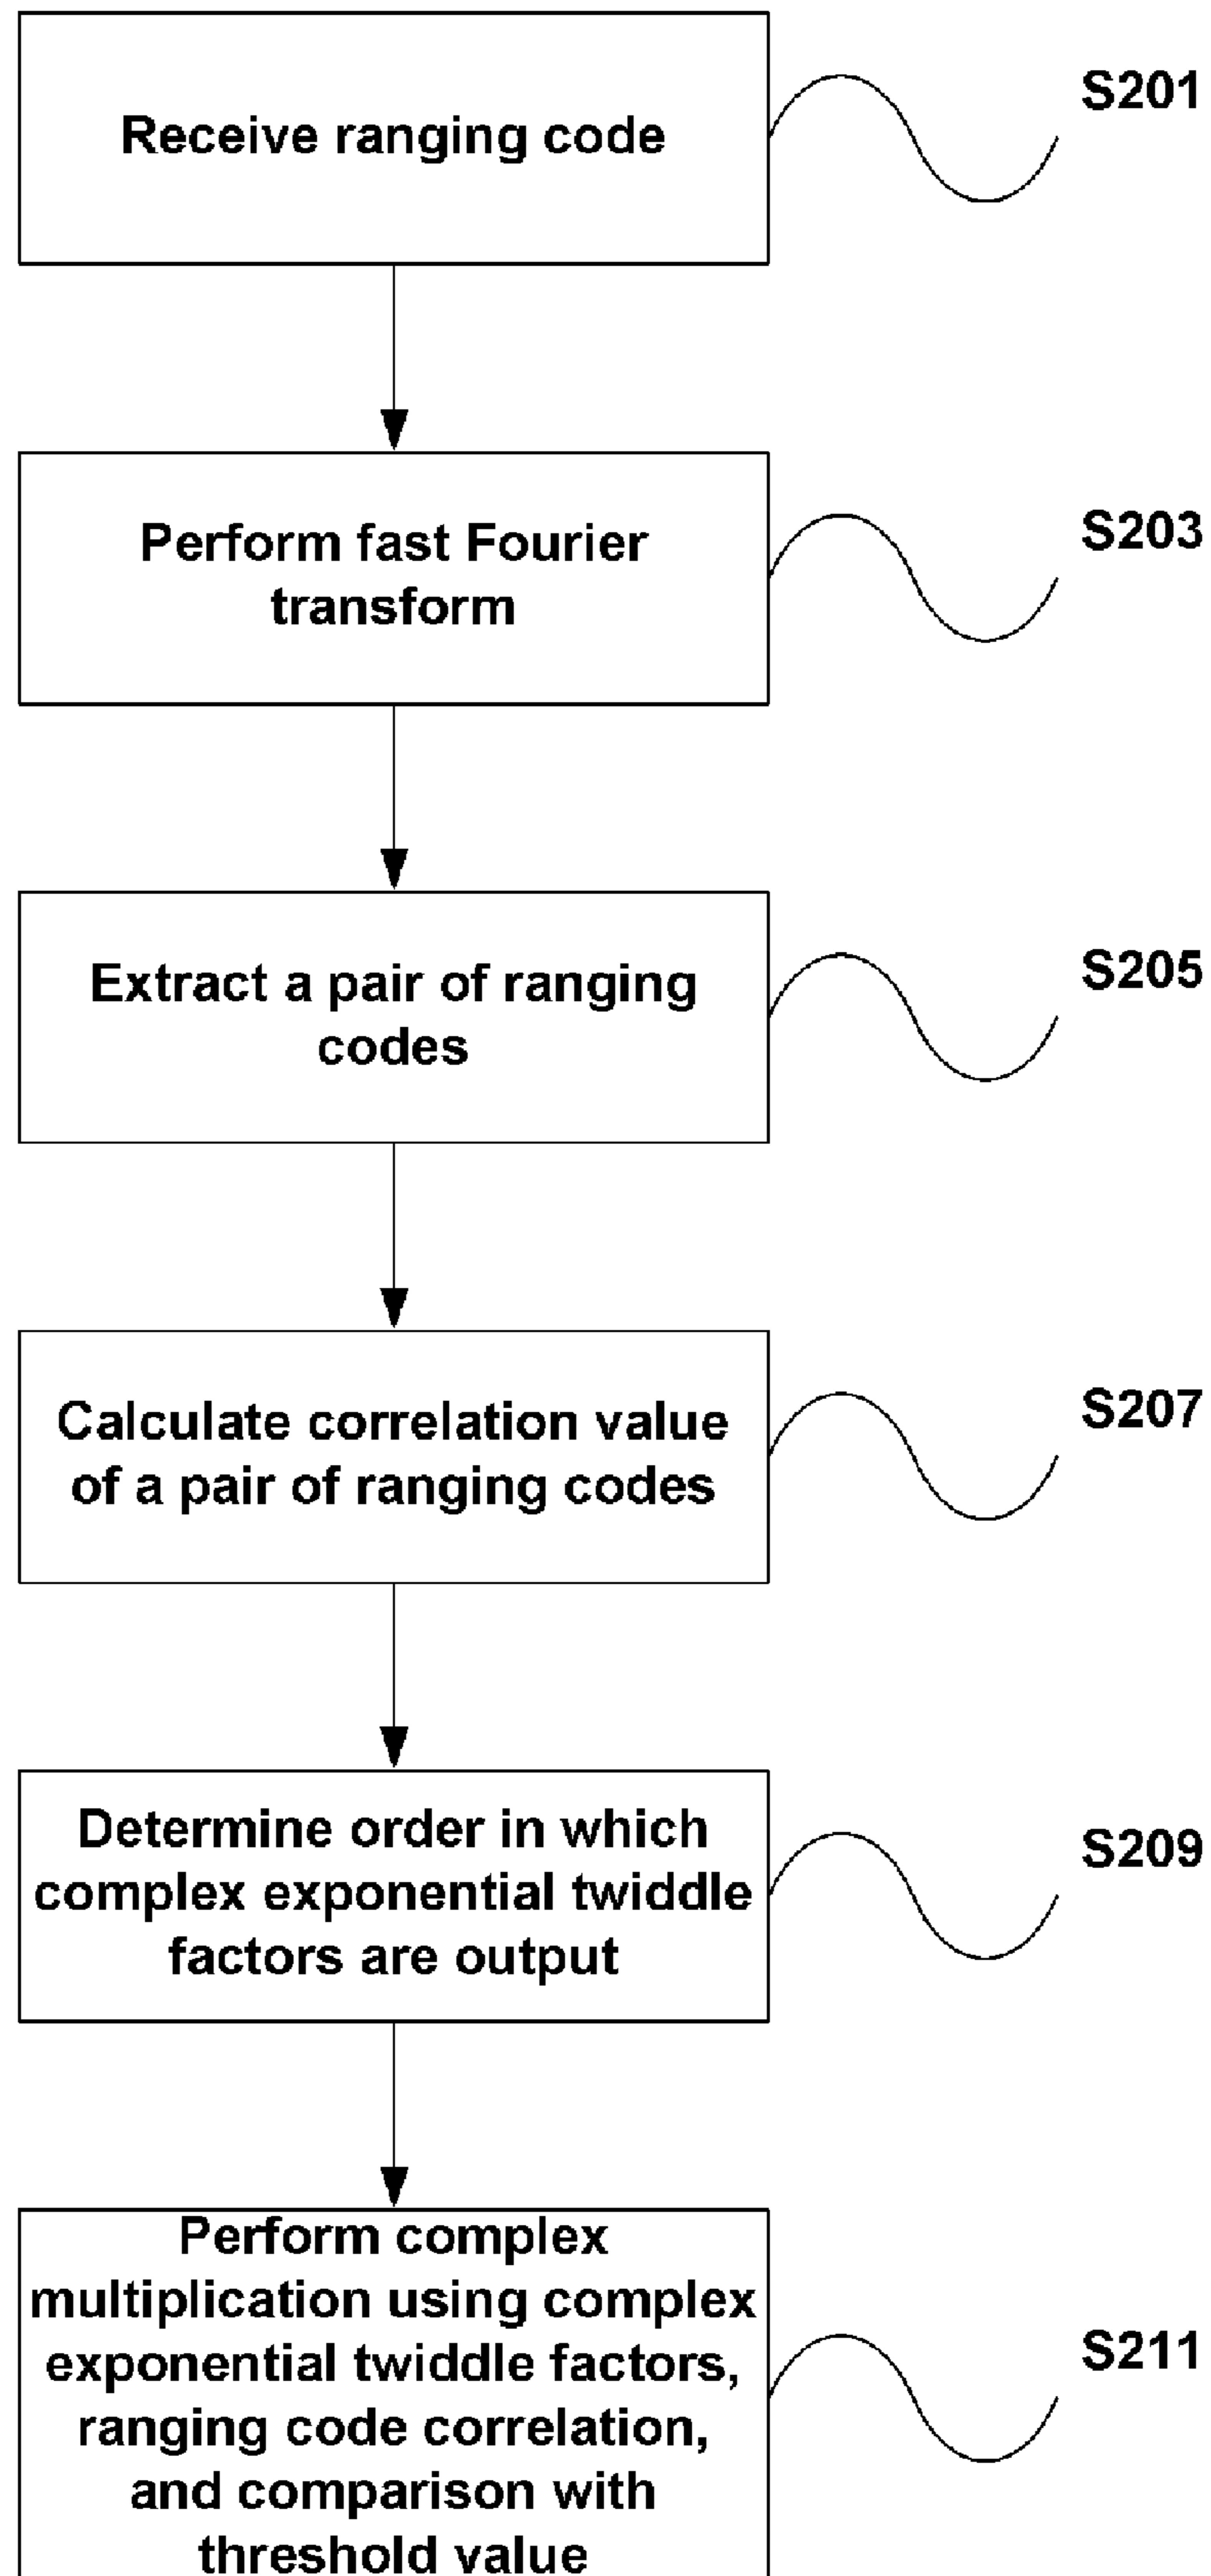 Receive ranging code
S201
Perform fast Fourier
transform
S203
Extract a pair of ranging
codes
S205
Calculate correlation value
of a pair of ranging codes
S207
Determine order in which
complex exponential twiddle
factors are output
S209
Perform complex
multiplication using complex
exponential twiddle factors,
ranging code correlation,
and comparison with
threshold value
S211